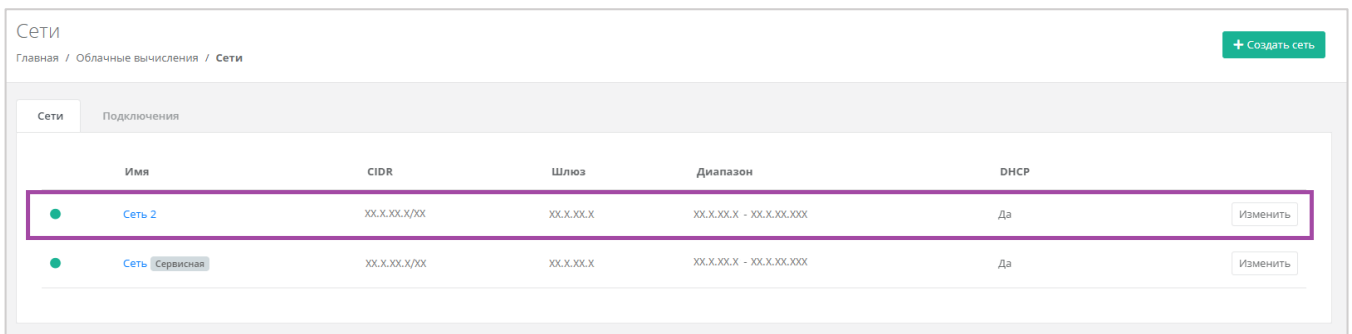 Сети
+ Создать сеть
Главная / Облачные вычисления / Сети
Сети Подключения
Имя CIDR Шлюз Диапазон DHCP
Сеть 2 XX.X.XX.X/XX XX.X.XX.X XX.X.XX.X - XX.X.XX.XXX Да Изменить
Сеть Сервисная XX.X.XX.X/XX XX.X.XX.X XX.X.XX.X - XX.X.XX.XXX Да Изменить